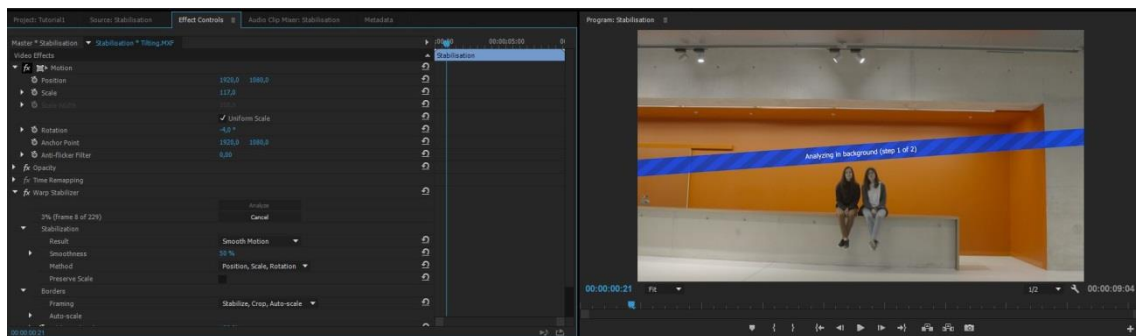 Project: Tutorial1 Source: Stabilisation Effect Controls Audio Clip Mixer: Stabilisation Metadata
Master * Stabilisation Stabilisation * Tilting.MXF
:00:00 00:00:05:00
Video Effects
Stabilisation
fx Motion
Position 1920,0 1080,0
Scale 117,0
Scale Width
Uniform Scale
Rotation -4,0 °
Anchor Point 1920,0 1080,0
Anti-flicker Filter 0,00
fx Opacity
fx Time Remapping
fx Warp Stabilizer
Analyze
3% (frame 8 of 229) Cancel
Stabilization
Result Smooth Motion
Smoothness 50 %
Method Position, Scale, Rotation
Preserve Scale
Borders
Framing Stabilize, Crop, Auto-scale
Auto-scale
00:00:00:21
Program: Stabilisation
Analyzing in background (step 1 of 2)
00:00:00:21 Fit 1/2 00:00:09:04